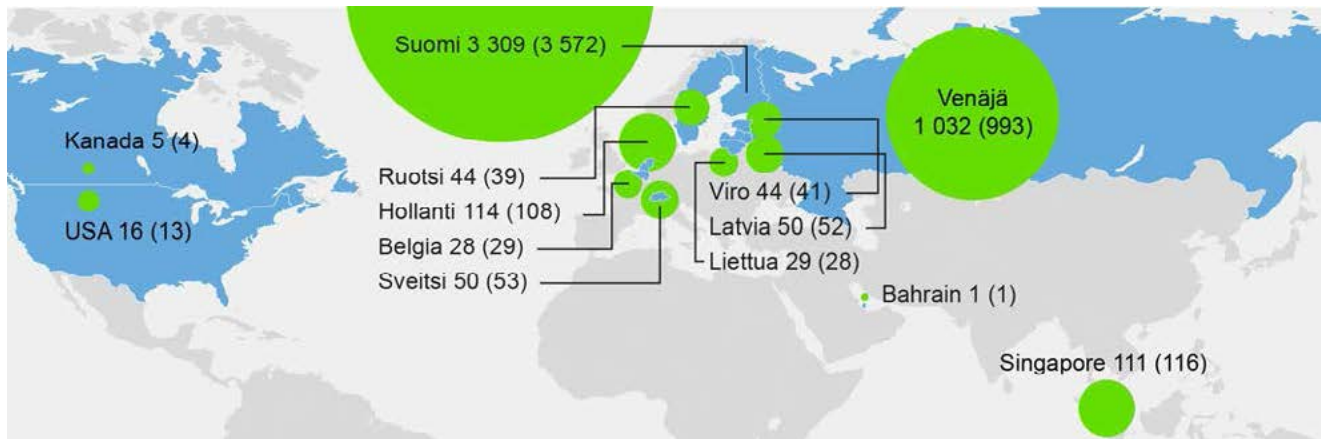 Suomi 3 309 (3 572)
Venäjä
1 032 (993)
Kanada 5 (4)
USA 16 (13)
Ruotsi 44 (39)
Hollanti 114 (108)
Belgia 28 (29)
Sveitsi 50 (53)
Viro 44 (41)
Latvia 50 (52)
Liettua 29 (28)
Bahrain 1 (1)
Singapore 111 (116)